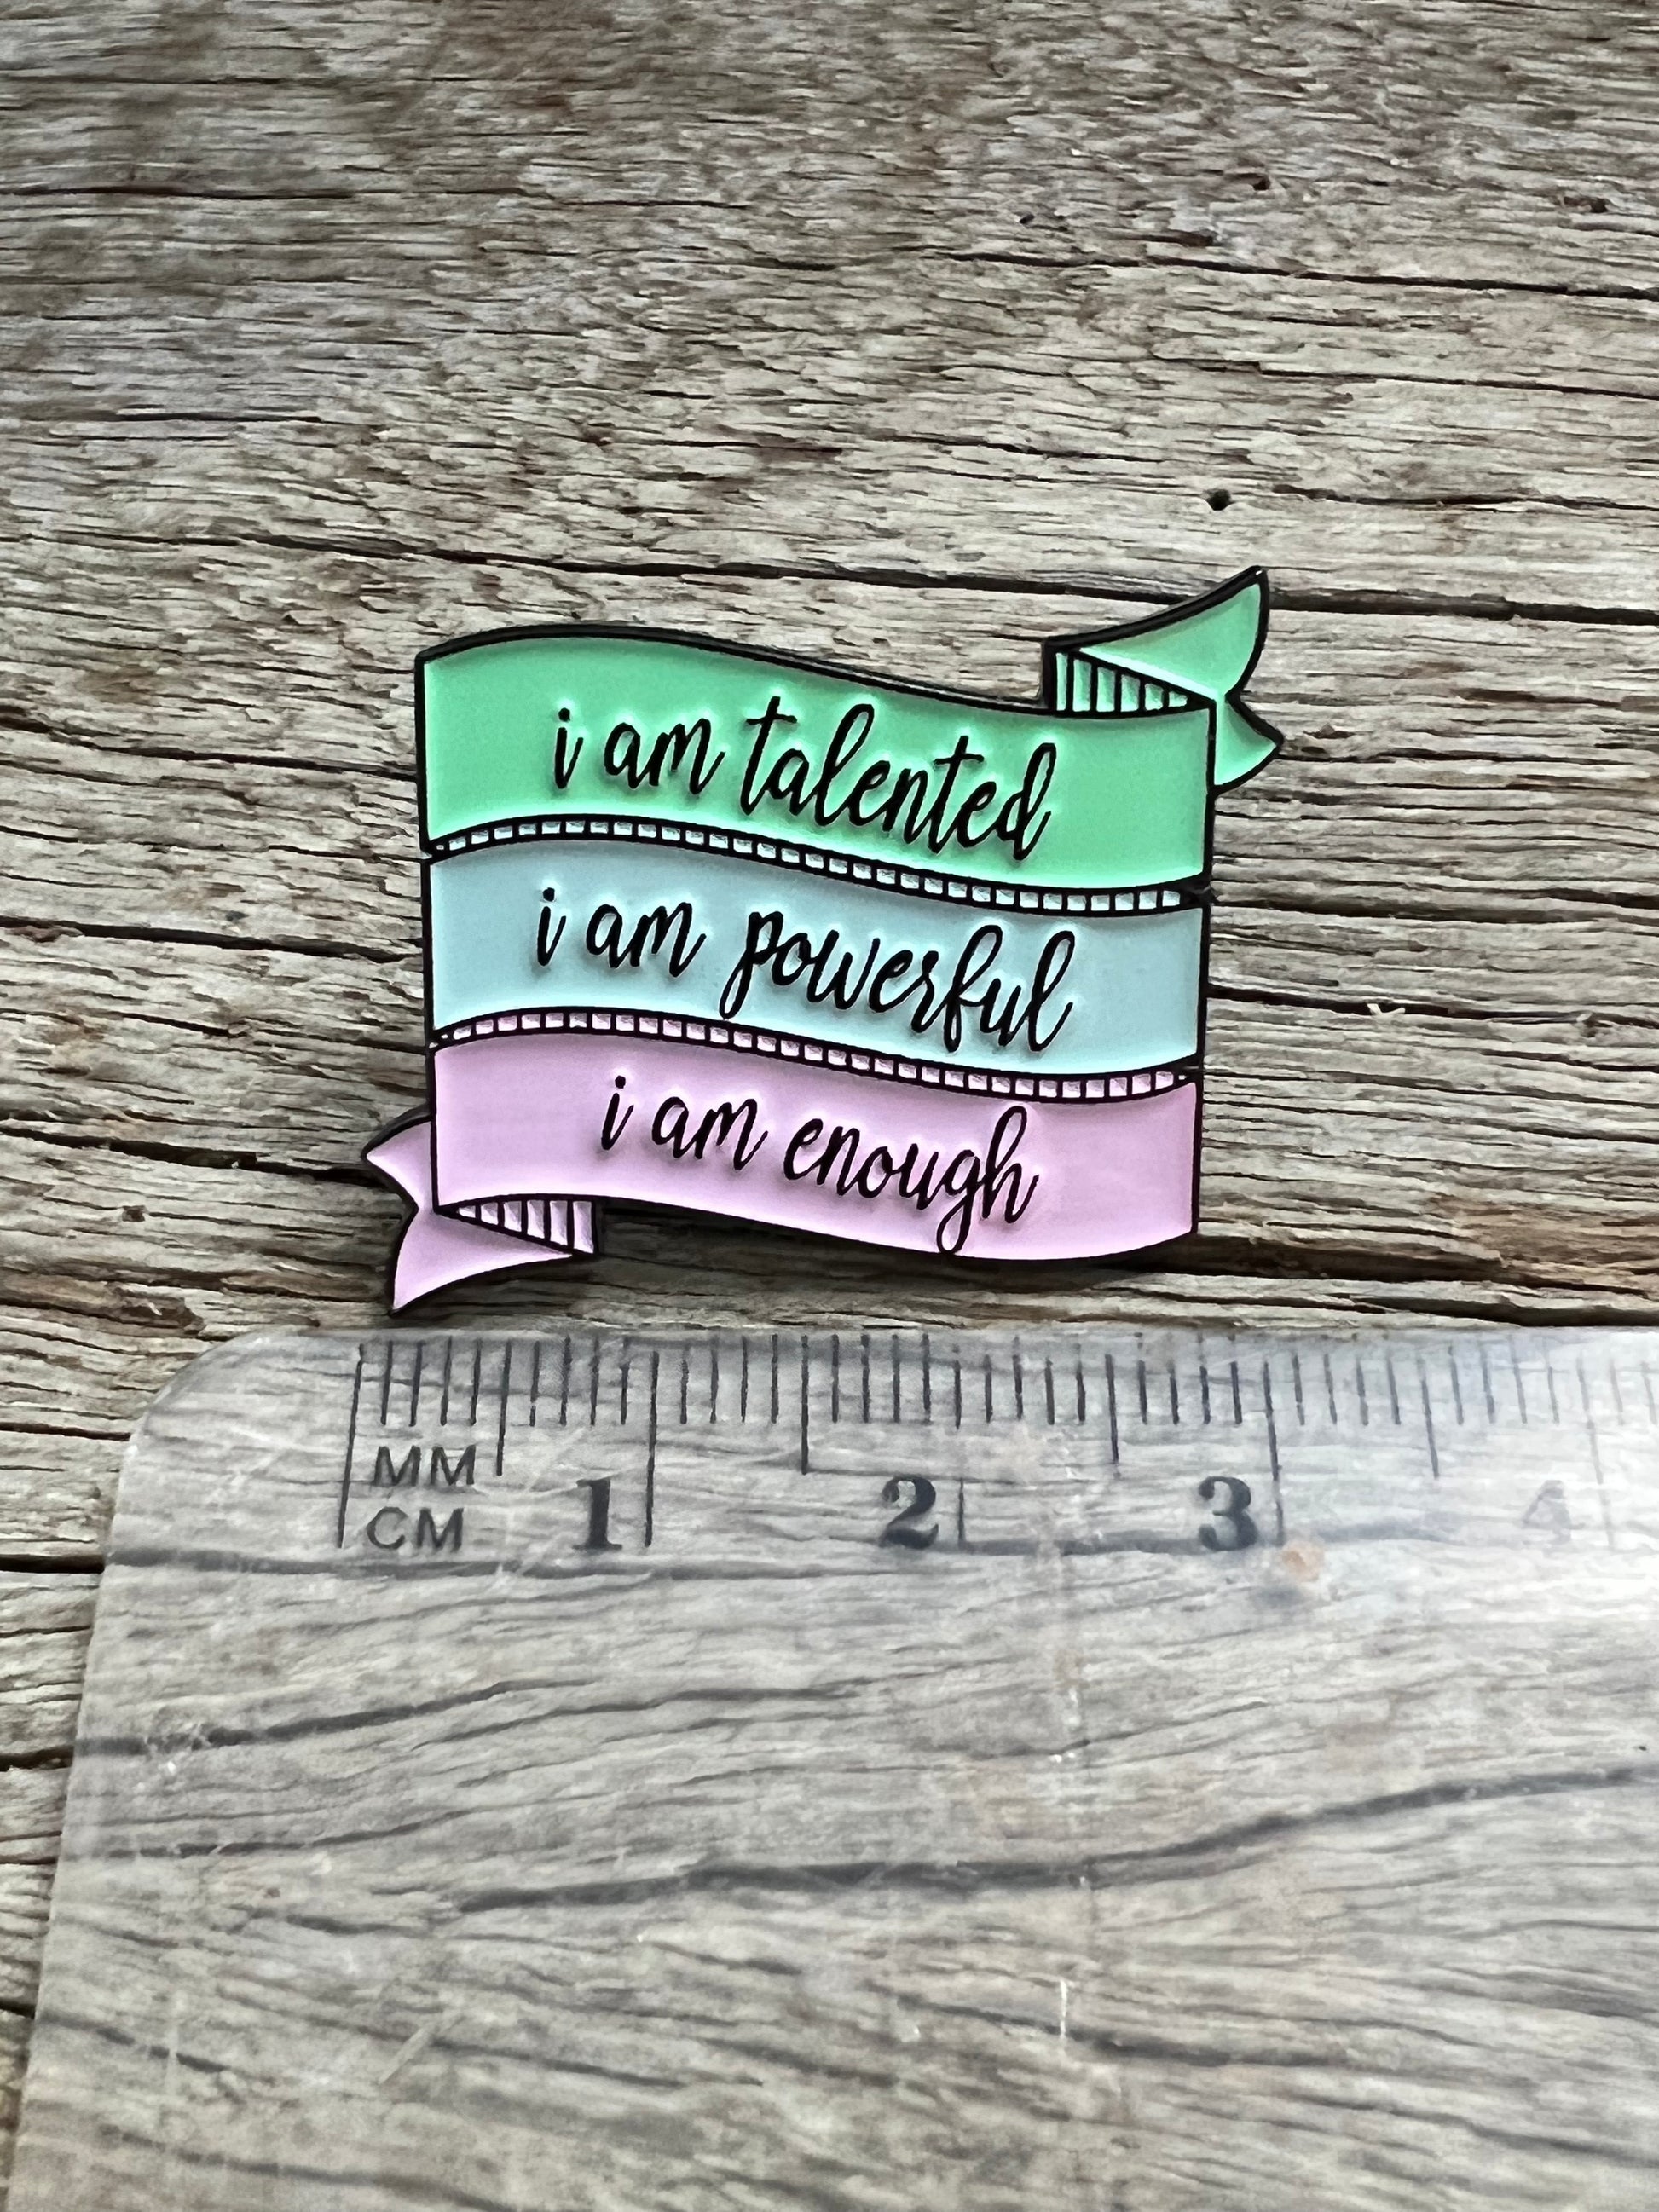 i am talented
i am powerful
i am enough
MM
CM 1 2 3 4